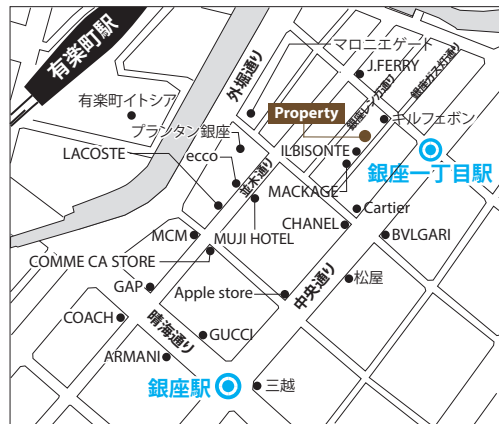 有楽町駅
マロニエゲート
J.FERRY
外堀通り
銀座レンガ通り
銀座ガス灯通り
有楽町イトシア
Property
キルフェボン
プランタン銀座
LACOSTE
ecco
ILBISONTE
銀座一丁目駅
並木通り
MACKAGE
Cartier
CHANEL
MCM
MUJI HOTEL
BVLGARI
COMME CA STORE
松屋
GAP
Apple store
中央通り
COACH
晴海通り
GUCCI
ARMANI
銀座駅
三越